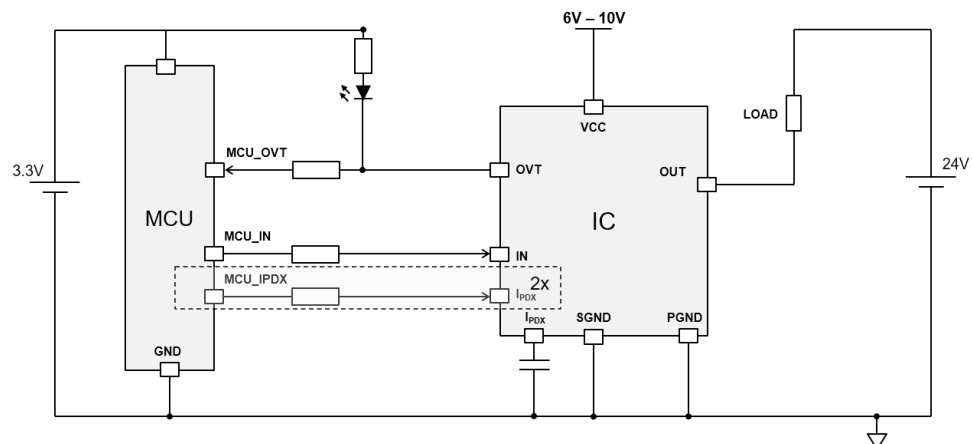 6V – 10V
VCC
LOAD
3.3V
MCU_OVT
OVT
OUT
24V
MCU
IC
MCU_IN
IN
MCU_IPDX
2x
IPDX
IPDX
SGND
PGND
GND